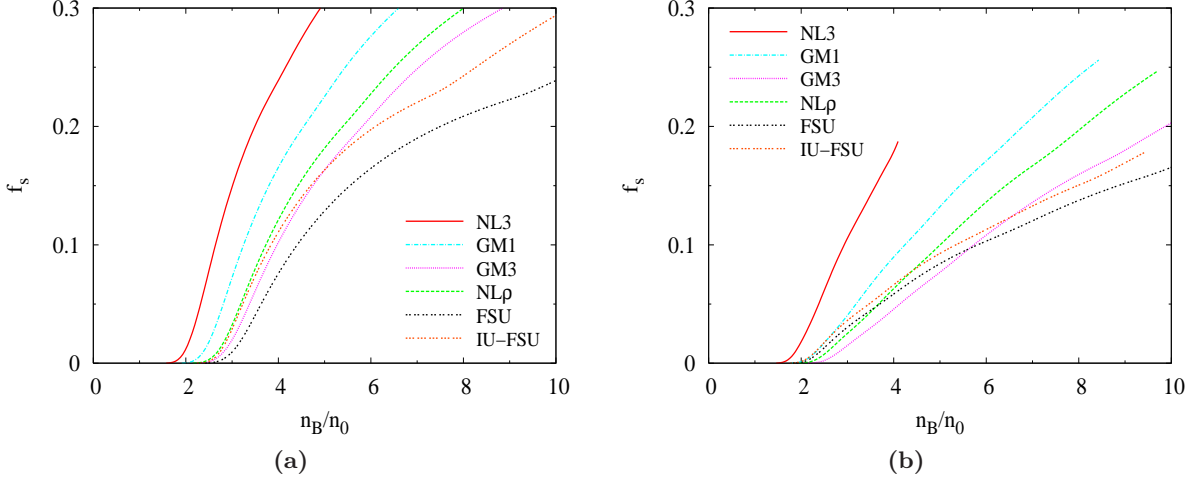 0.3
0.2
0.1
0
f_s
0 2 4 6 8 10
n_B/n_0
NL3
GM1
GM3
NLρ
FSU
IU−FSU
(a)
0.3
0.2
0.1
0
f_s
0 2 4 6 8 10
n_B/n_0
NL3
GM1
GM3
NLρ
FSU
IU−FSU
(b)